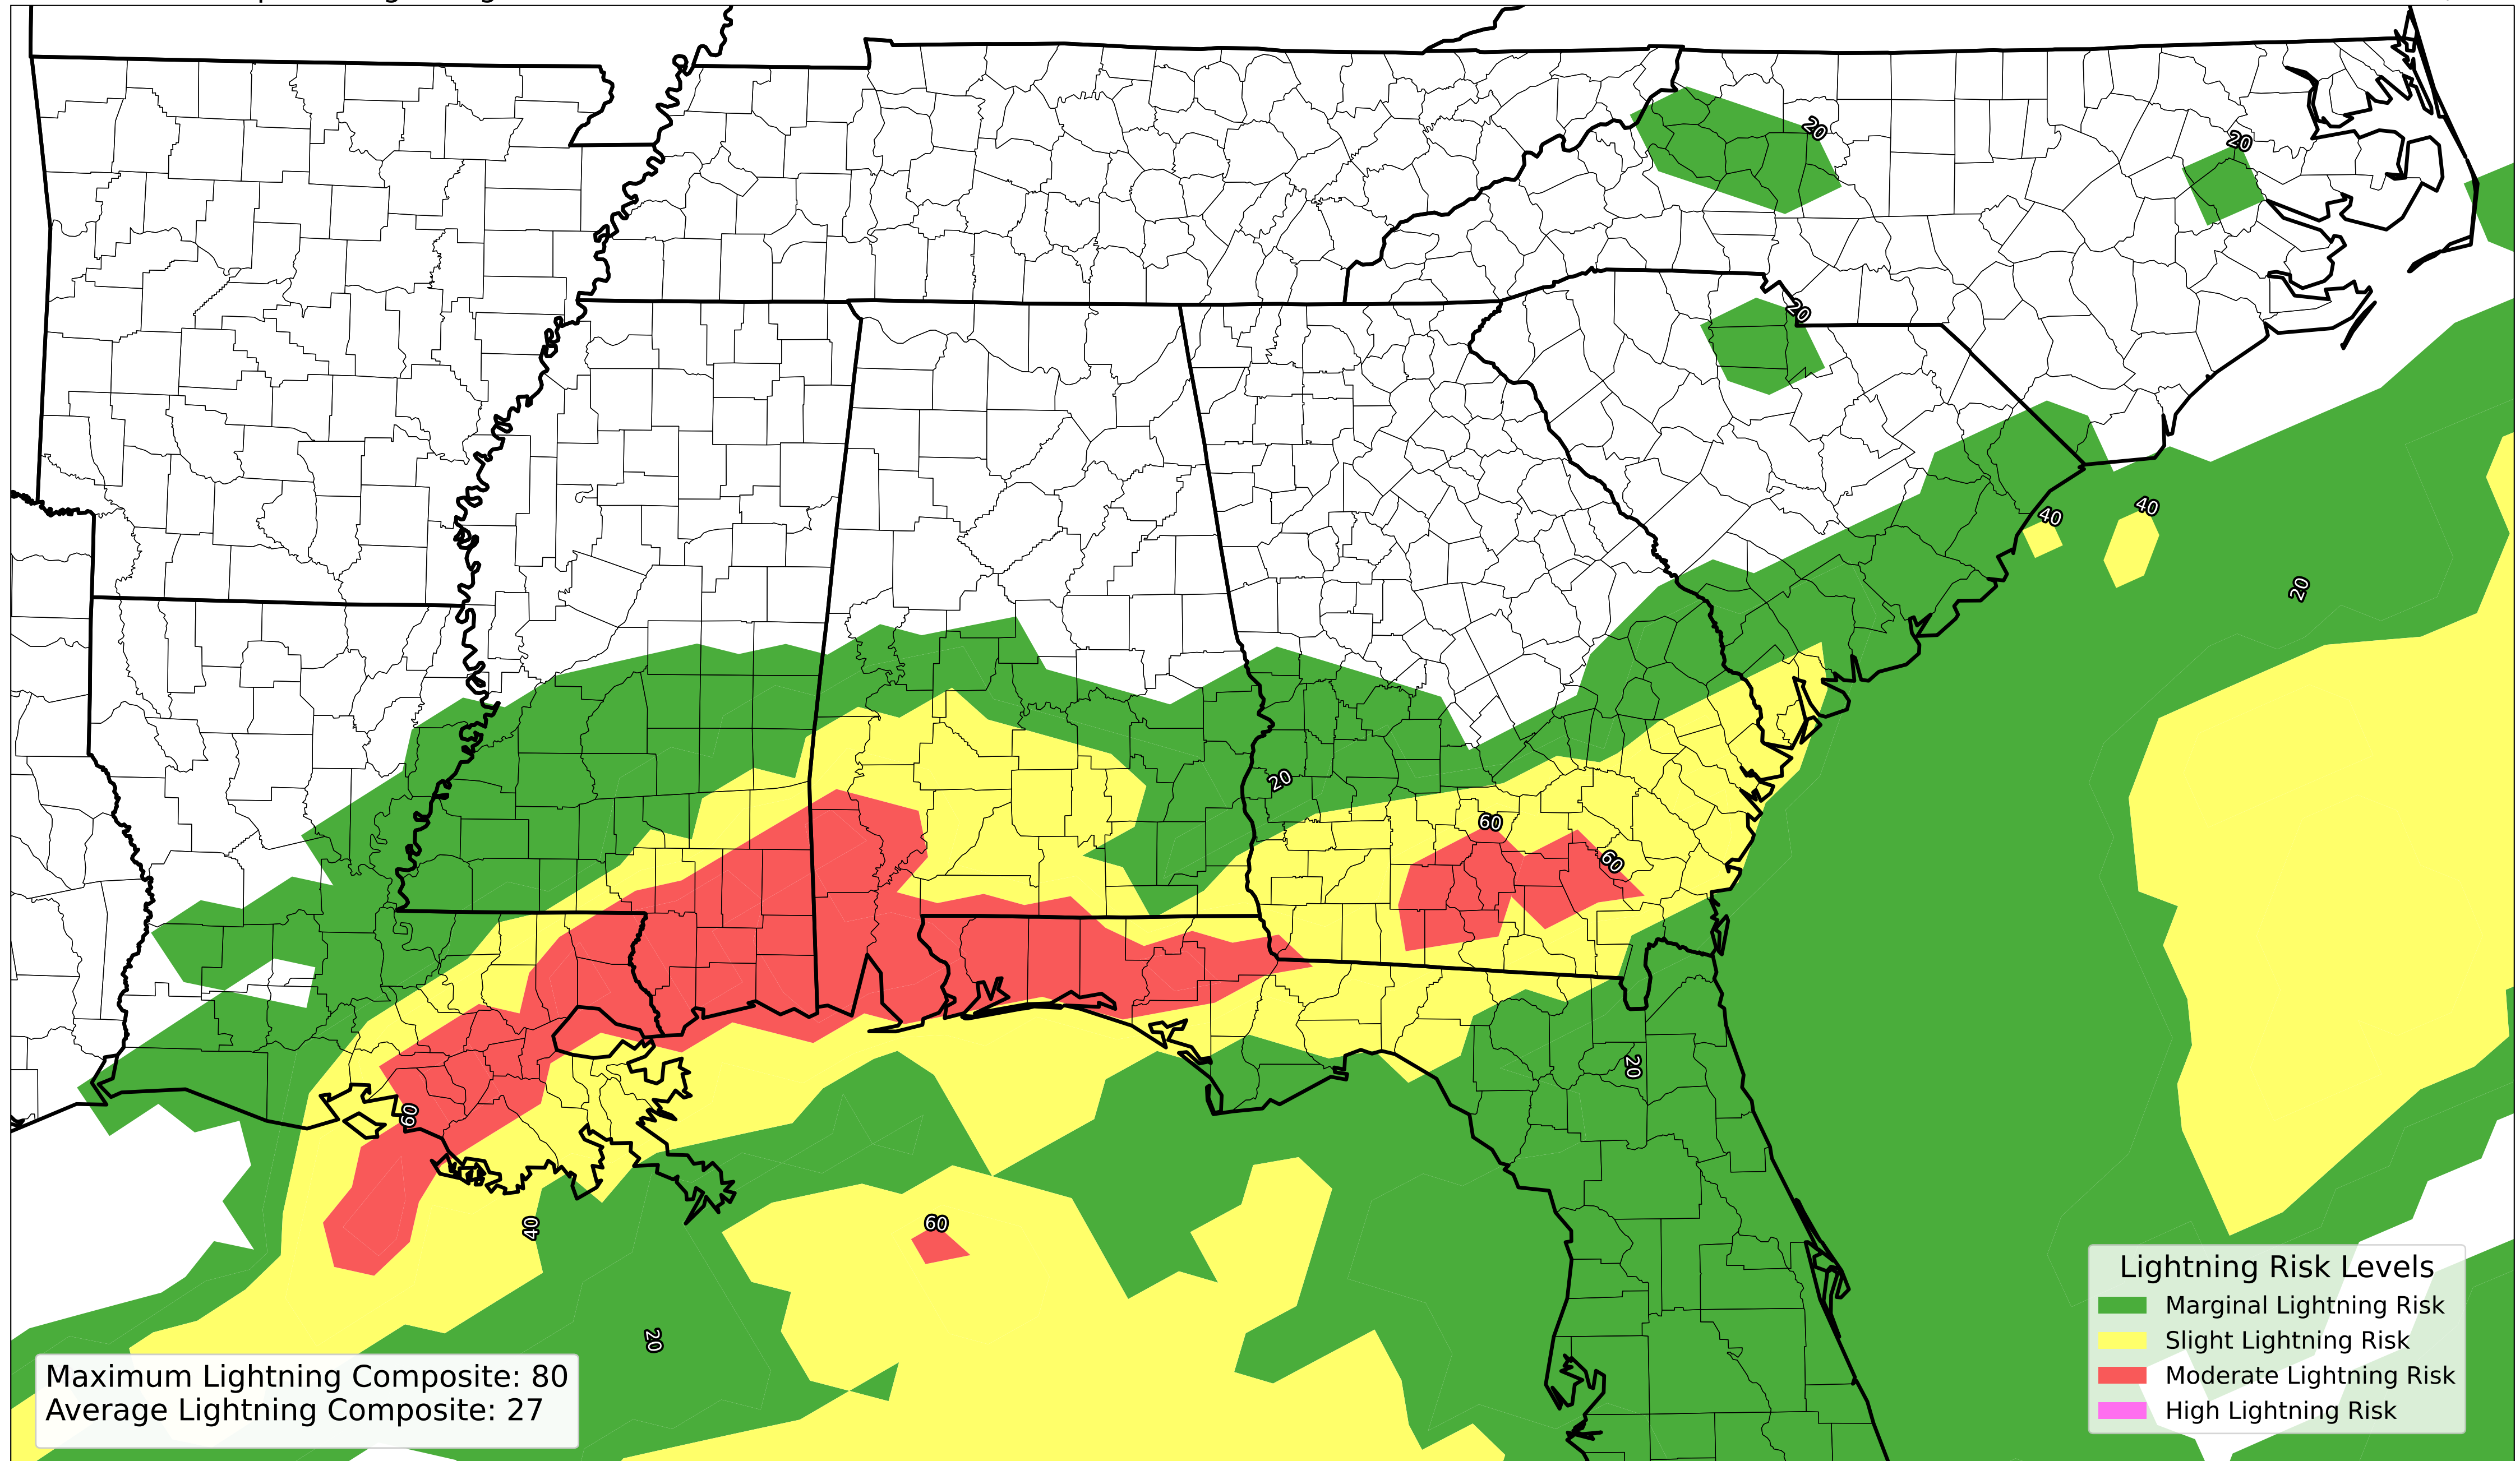 20
20
20
40
40
20
20
60
60
20
60
40
60
20
Lightning Risk Levels
Marginal Lightning Risk
Slight Lightning Risk
Moderate Lightning Risk
High Lightning Risk
Maximum Lightning Composite: 80
Average Lightning Composite: 27